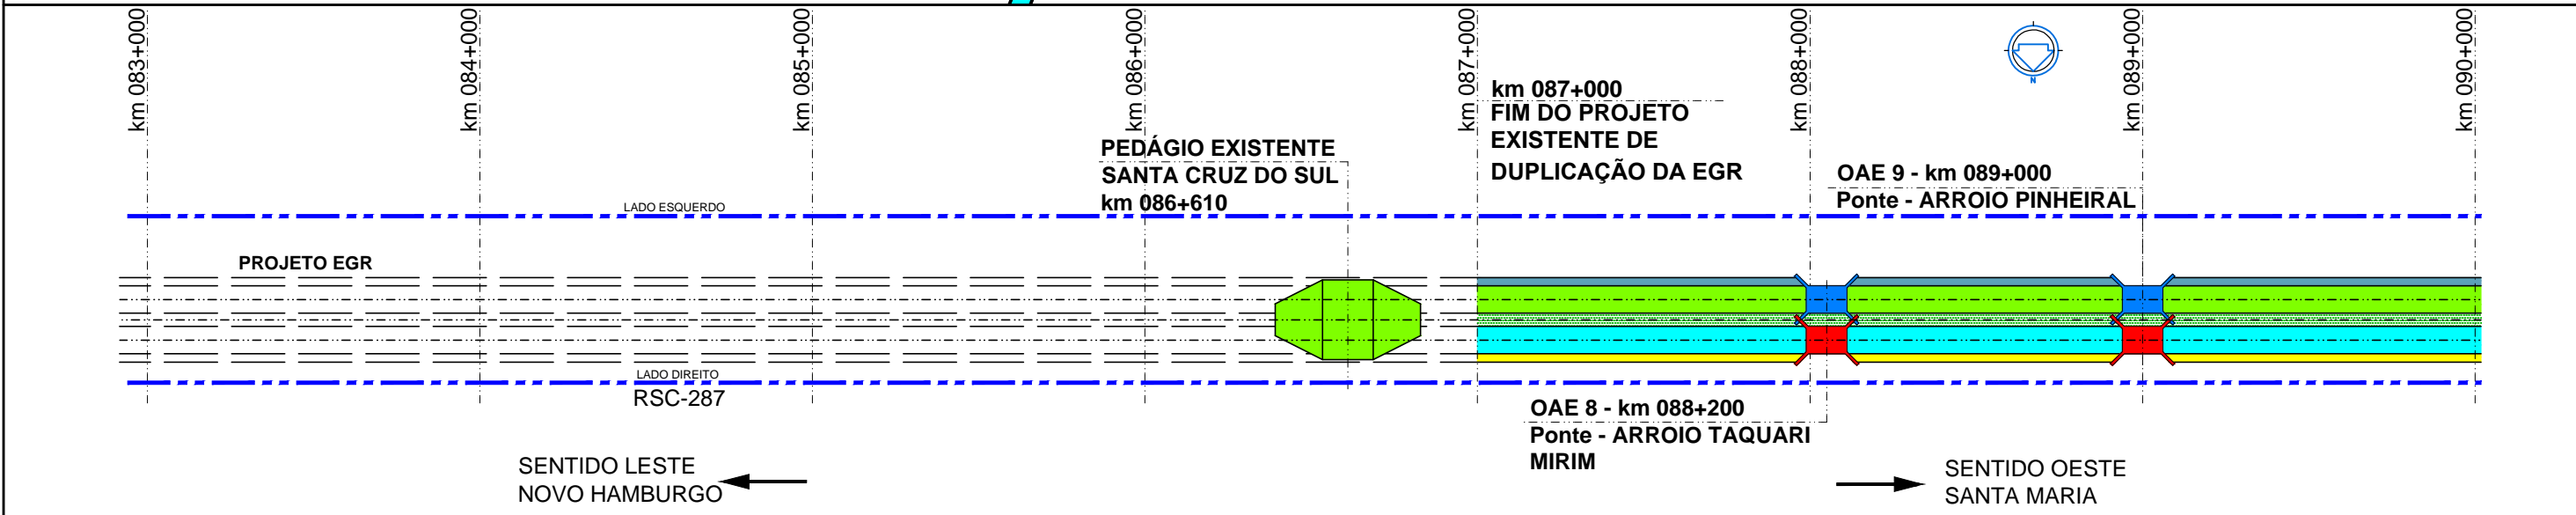 km 083+000
km 084+000
km 085+000
km 086+000
km 087+000
km 088+000
km 089+000
km 090+000
N
km 087+000
FIM DO PROJETO
EXISTENTE DE
DUPLICAÇÃO DA EGR
PEDÁGIO EXISTENTE
SANTA CRUZ DO SUL
km 086+610
OAE 9 - km 089+000
Ponte - ARROIO PINHEIRAL
LADO ESQUERDO
PROJETO EGR
LADO DIREITO
RSC-287
OAE 8 - km 088+200
Ponte - ARROIO TAQUARI
MIRIM
SENTIDO LESTE
NOVO HAMBURGO
SENTIDO OESTE
SANTA MARIA